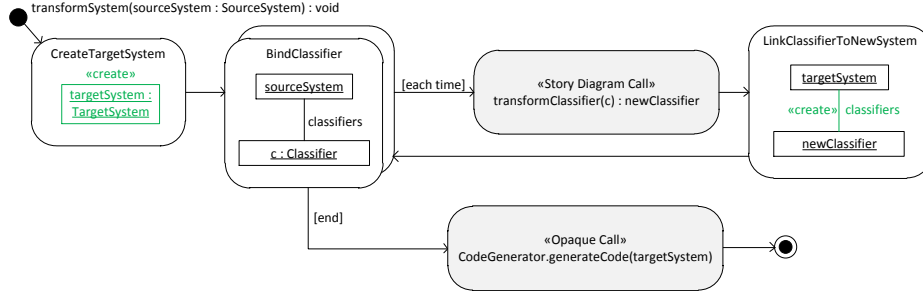 transformSystem(sourceSystem : SourceSystem) : void
CreateTargetSystem
«create»
targetSystem :
TargetSystem
BindClassifier
sourceSystem
classifiers
c : Classifier
[each time]
«Story Diagram Call»
transformClassifier(c) : newClassifier
LinkClassifierToNewSystem
targetSystem
«create» classifiers
newClassifier
[end]
«Opaque Call»
CodeGenerator.generateCode(targetSystem)